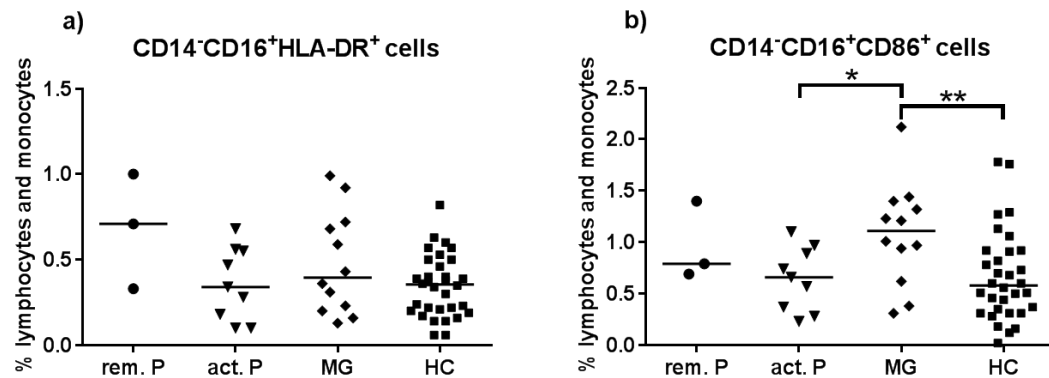 a)
CD14⁻CD16⁺HLA-DR⁺ cells
% lymphocytes and monocytes
1.5
1.0
0.5
0.0
rem. P act. P MG HC
b)
CD14⁻CD16⁺CD86⁺ cells
% lymphocytes and monocytes
2.5
2.0
1.5
1.0
0.5
0.0
* **
rem. P act. P MG HC